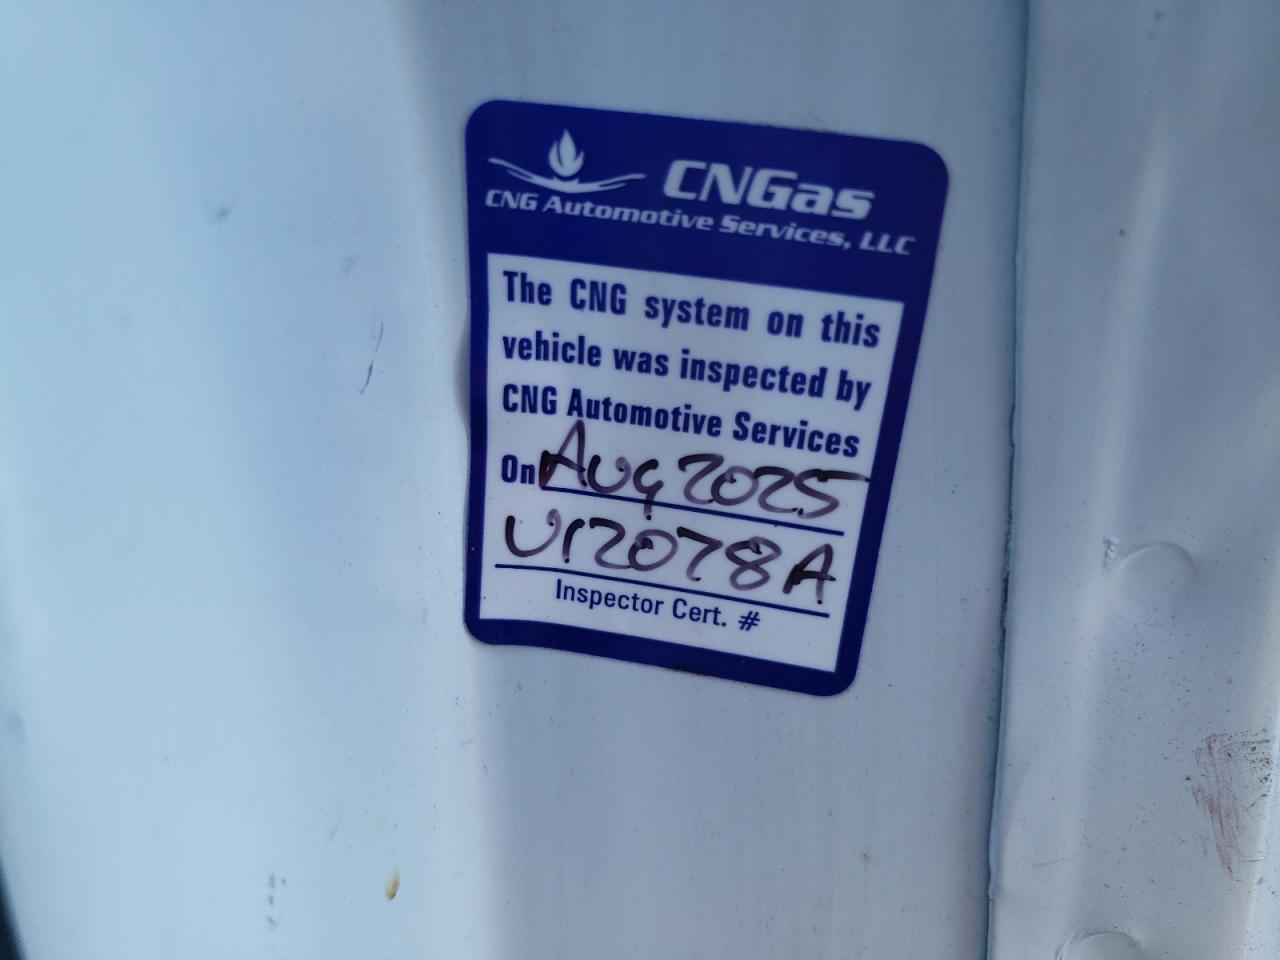 CNGas
CNG Automotive Services, LLC
The CNG system on this
vehicle was inspected by
CNG Automotive Services
On Aug 2025
U12078A
Inspector Cert. #